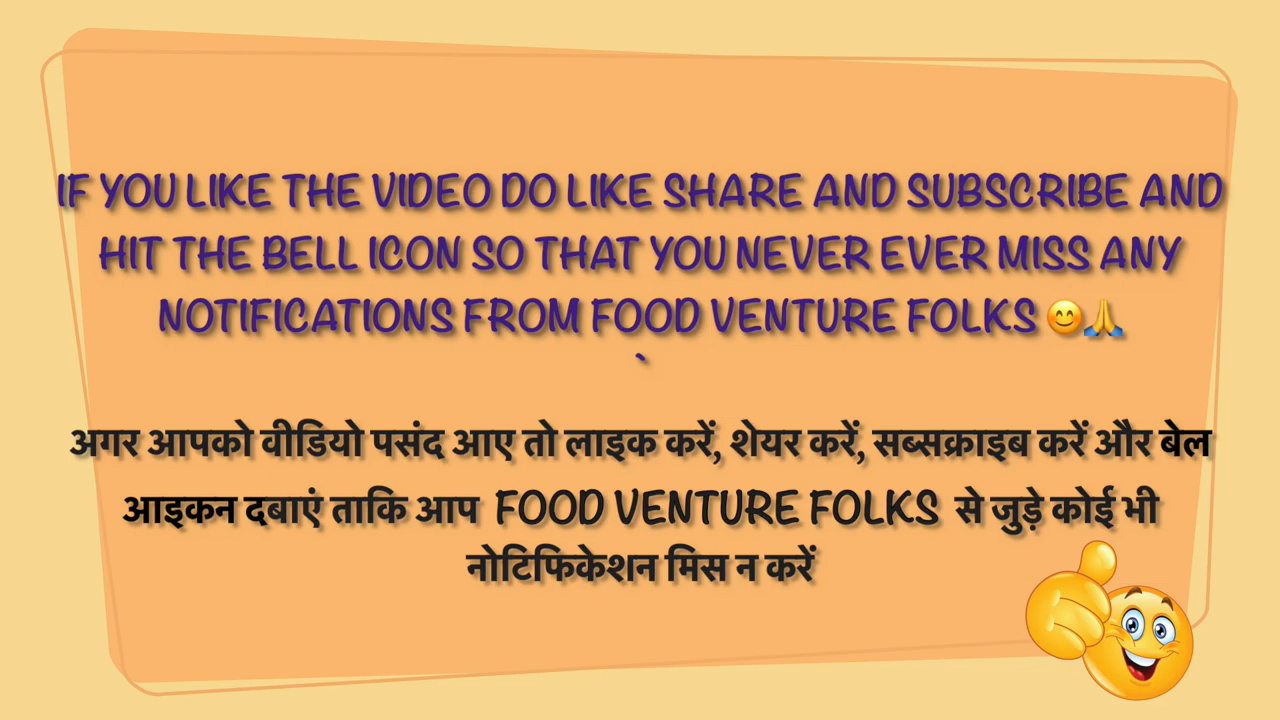 IF YOU LIKE THE VIDEO DO LIKE SHARE AND SUBSCRIBE AND
HIT THE BELL ICON SO THAT YOU NEVER EVER MISS ANY
NOTIFICATIONS FROM FOOD VENTURE FOLKS 😊🙏
`
अगर आपको वीडियो पसंद आए तो लाइक करें, शेयर करें, सब्सक्राइब करें और बेल
आइकन दबाएं ताकि आप FOOD VENTURE FOLKS से जुड़े कोई भी
नोटिफिकेशन मिस न करें